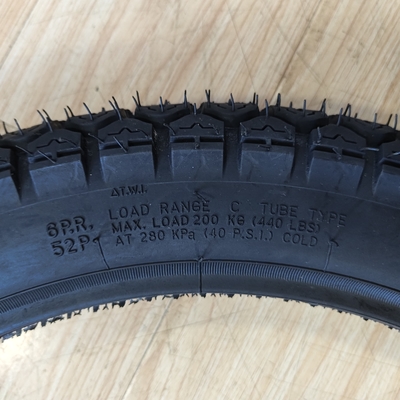 △T.W.I.
6P.R. LOAD RANGE C TUBE TYPE
52P MAX. LOAD 200 KG (440 LBS)
AT 280 KPa (40 P.S.I.) COLD